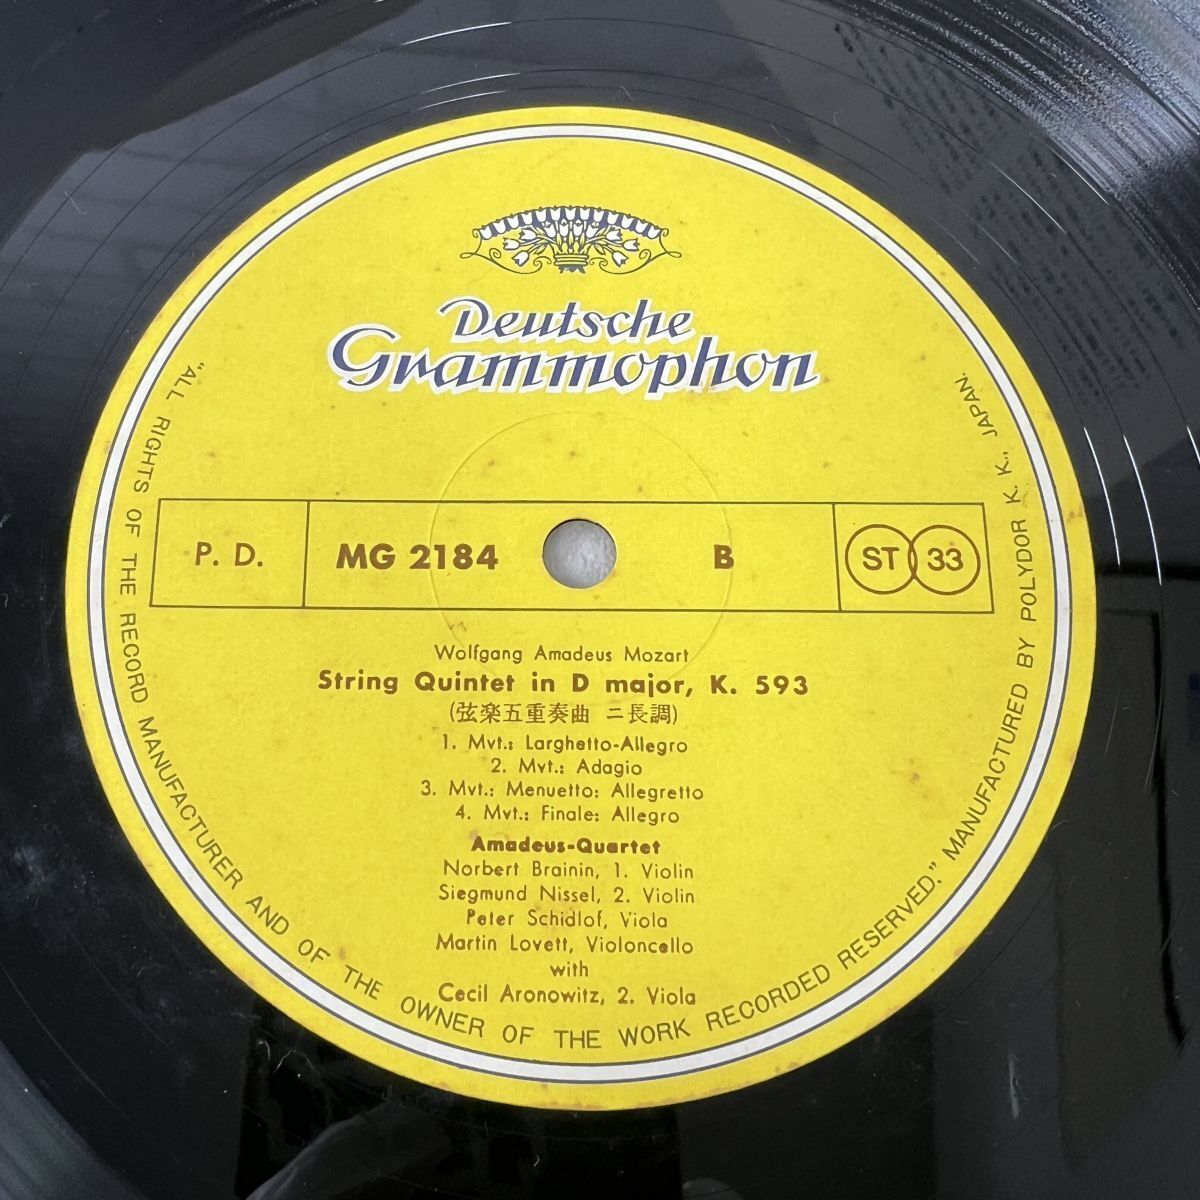 Deutsche
Grammophon
P. D.
MG 2184
B
ST 33
Wolfgang Amadeus Mozart
String Quintet in D major, K. 593
(弦楽五重奏曲 ニ長調)
1. Mvt.: Larghetto-Allegro
2. Mvt.: Adagio
3. Mvt.: Menuetto: Allegretto
4. Mvt.: Finale: Allegro
Amadeus-Quartet
Norbert Brainin, 1. Violin
Siegmund Nissel, 2. Violin
Peter Schidlof, Viola
Martin Lovett, Violoncello
with
Cecil Aronowitz, 2. Viola
"ALL RIGHTS OF THE RECORD MANUFACTURER AND OF THE OWNER OF THE WORK RECORDED RESERVED." MANUFACTURED BY POLYDOR K. K., JAPAN.